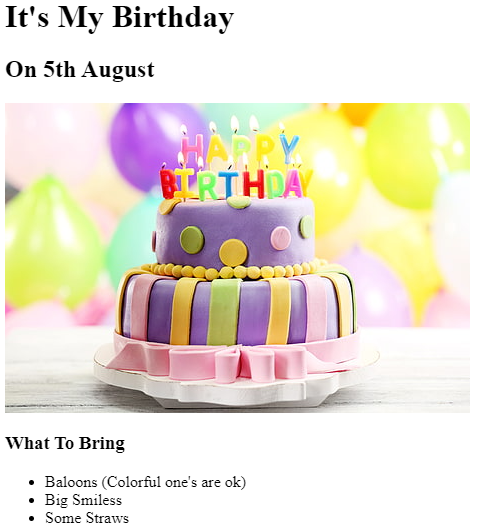 It's My Birthday
On 5th August
HAPPY
BIRTHDAY
What To Bring
Baloons (Colorful one's are ok)
Big Smiless
Some Straws